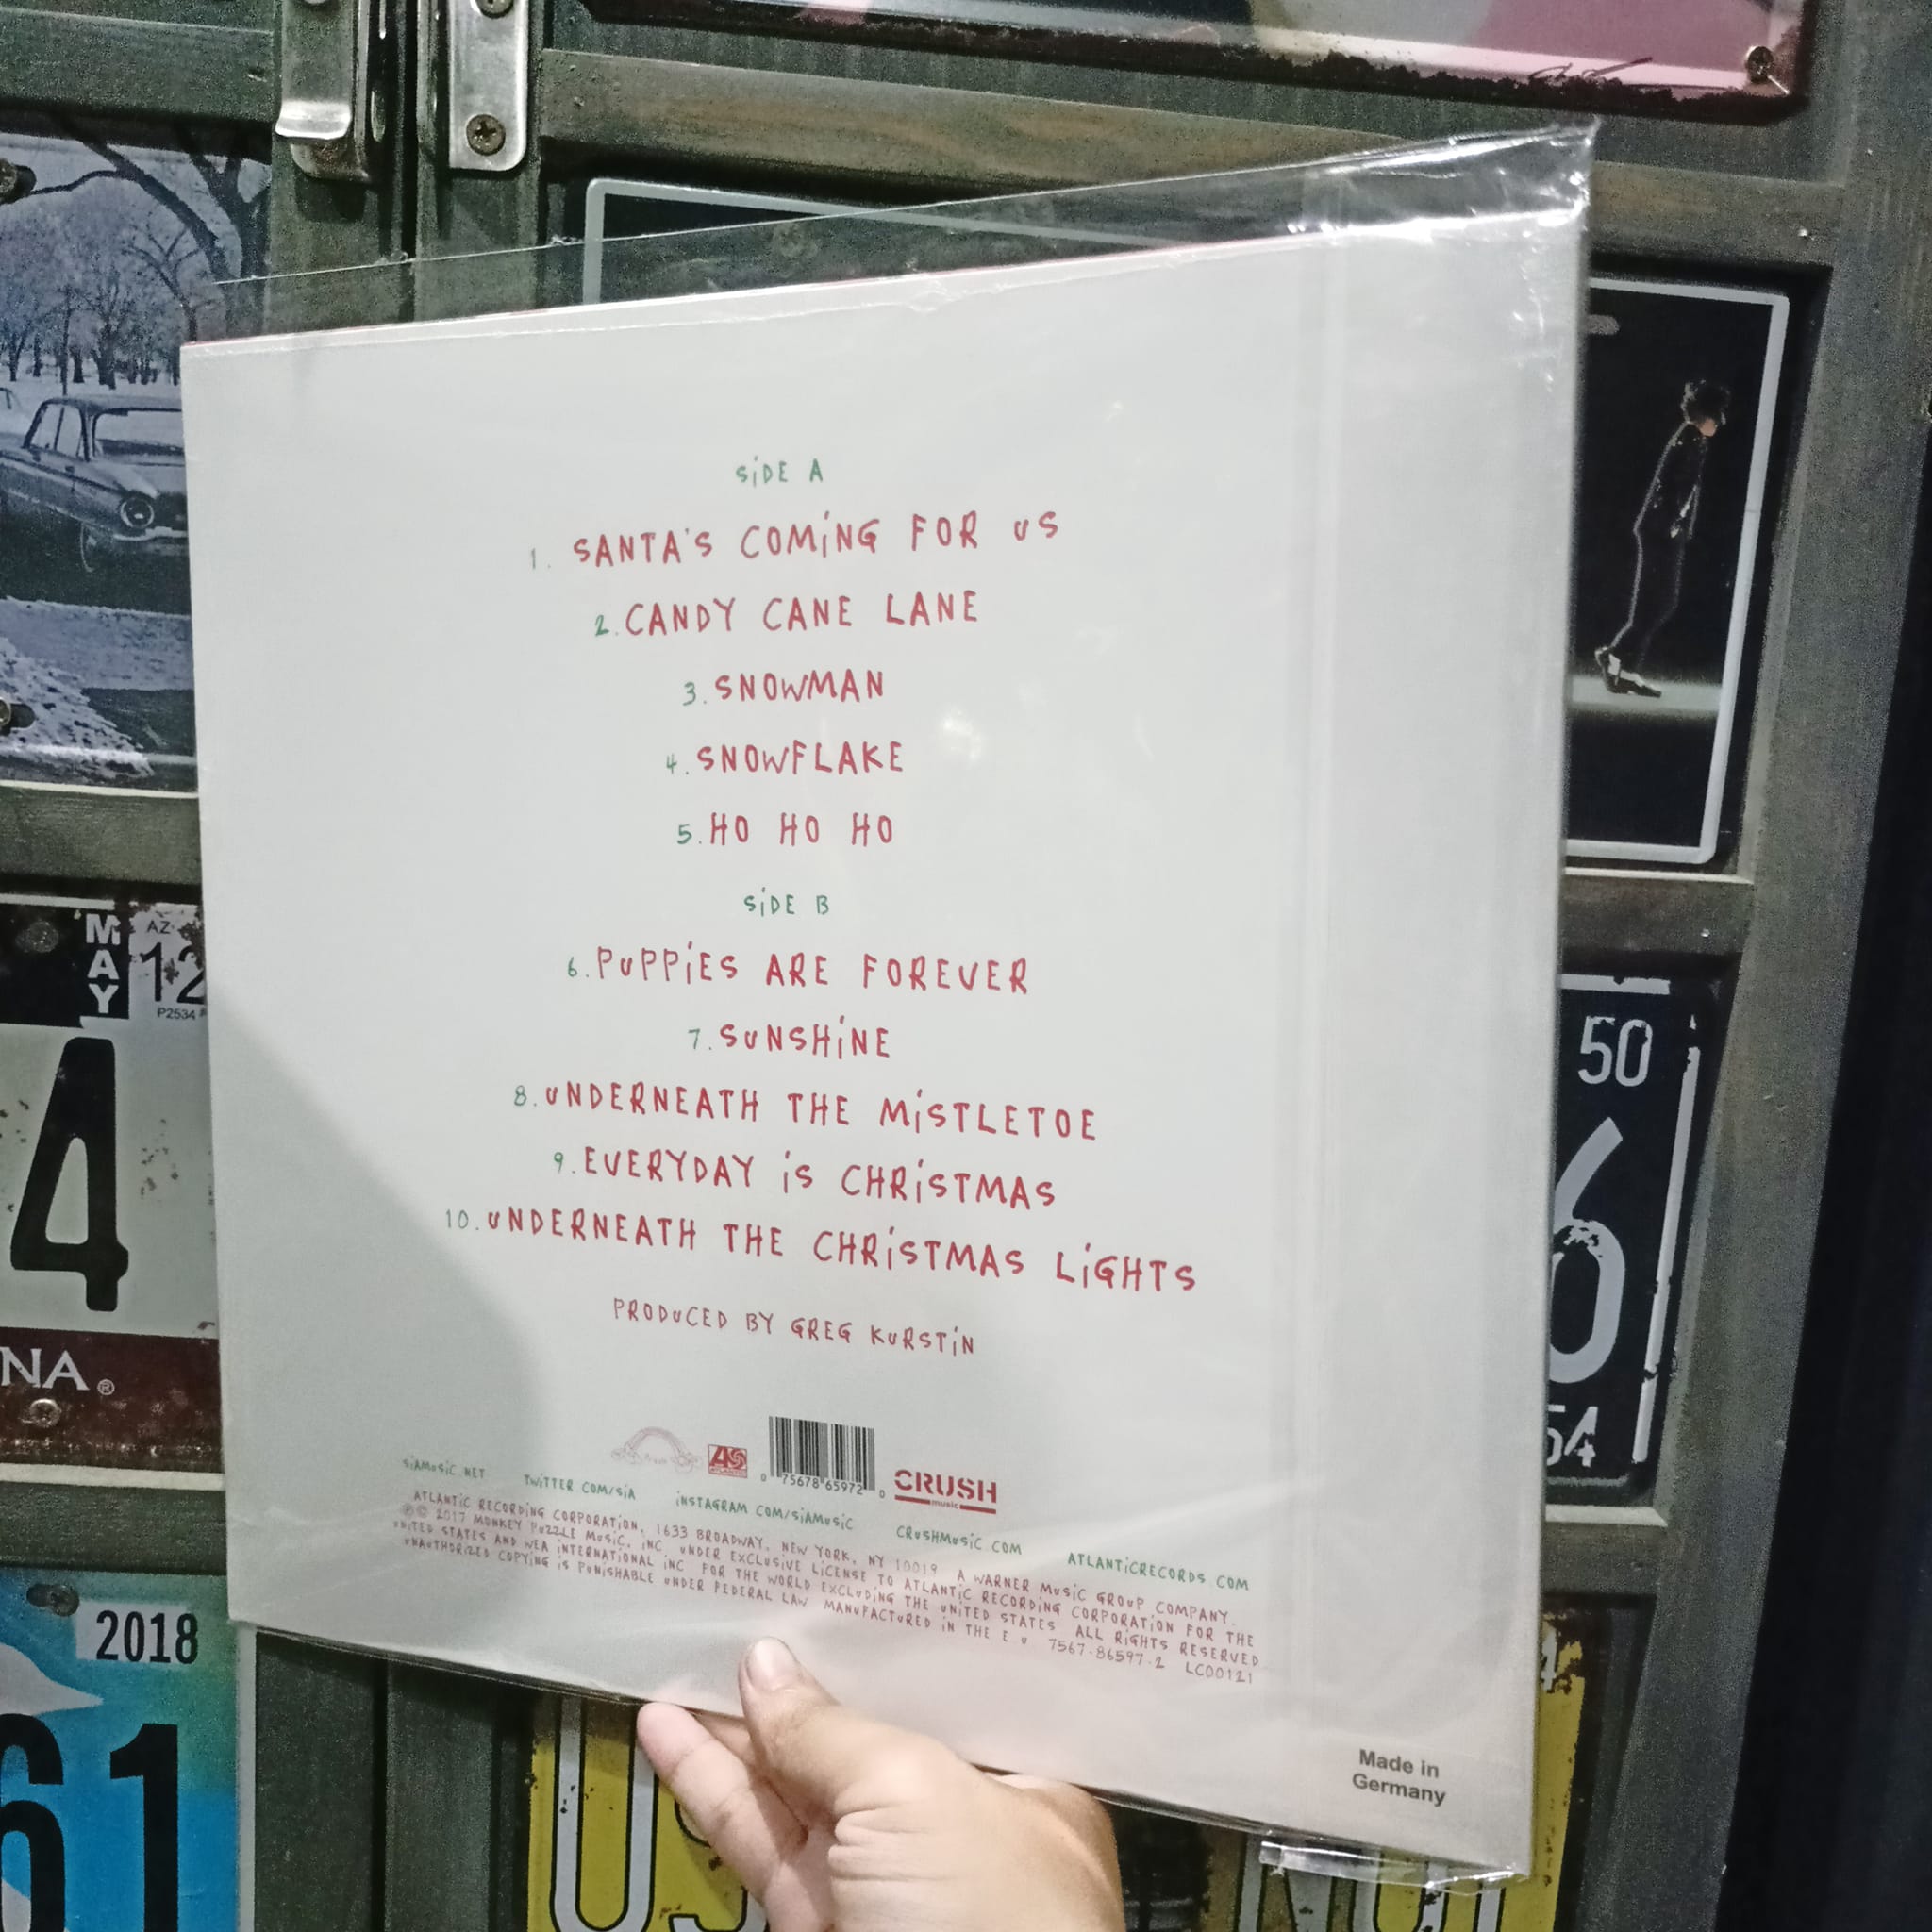 SiDE A
1. SANTA'S COMiNG FOR US
2. CANDY CANE LANE
3. SNOWMAN
4. SNOWFLAKE
5. HO HO HO
SiDE B
6. PUPPiES ARE FOREVER
7. SUNSHiNE
8. UNDERNEATH THE MiSTLETOE
9. EVERYDAY iS CHRiSTMAS
10. UNDERNEATH THE CHRiSTMAS LiGHTS
PRODUCED BY GREG KURSTiN
0 75678 65972 0
CRUSH
music
SiAMUSiC.NET TWiTTER.COM/SiA iNSTAGRAM.COM/SiAMUSiC CRUSHMUSiC.COM ATLANTiCRECORDS.COM
ATLANTiC RECORDiNG CORPORATiON, 1633 BROADWAY, NEW YORK, NY 10019 A WARNER MUSiC GROUP COMPANY.
℗© 2017 MONKEY PUZZLE MUSiC, iNC. UNDER EXCLUSiVE LiCENSE TO ATLANTiC RECORDiNG CORPORATiON FOR THE
UNiTED STATES AND WEA iNTERNATiONAL iNC. FOR THE WORLD EXCLUDiNG THE UNiTED STATES. ALL RiGHTS RESERVED
UNAUTHORiZED COPYiNG iS PUNiSHABLE UNDER FEDERAL LAW MANUFACTURED iN THE E U 7567-86597-2 LC00121
Made in
Germany
MAY
AZ
12
P2534
4
NA®
2018
61
50
6
54